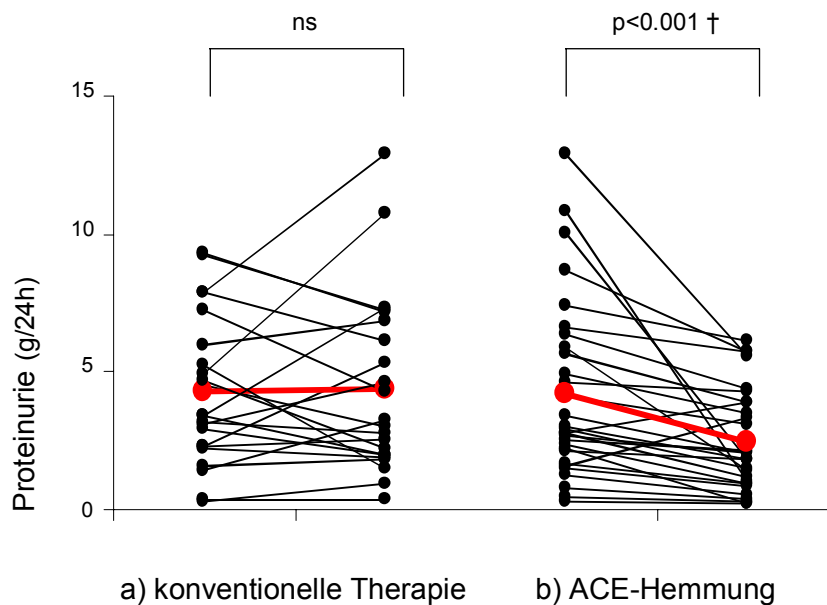 ns
p<0.001 †
15
10
5
0
Proteinurie (g/24h)
a) konventionelle Therapie
b) ACE-Hemmung